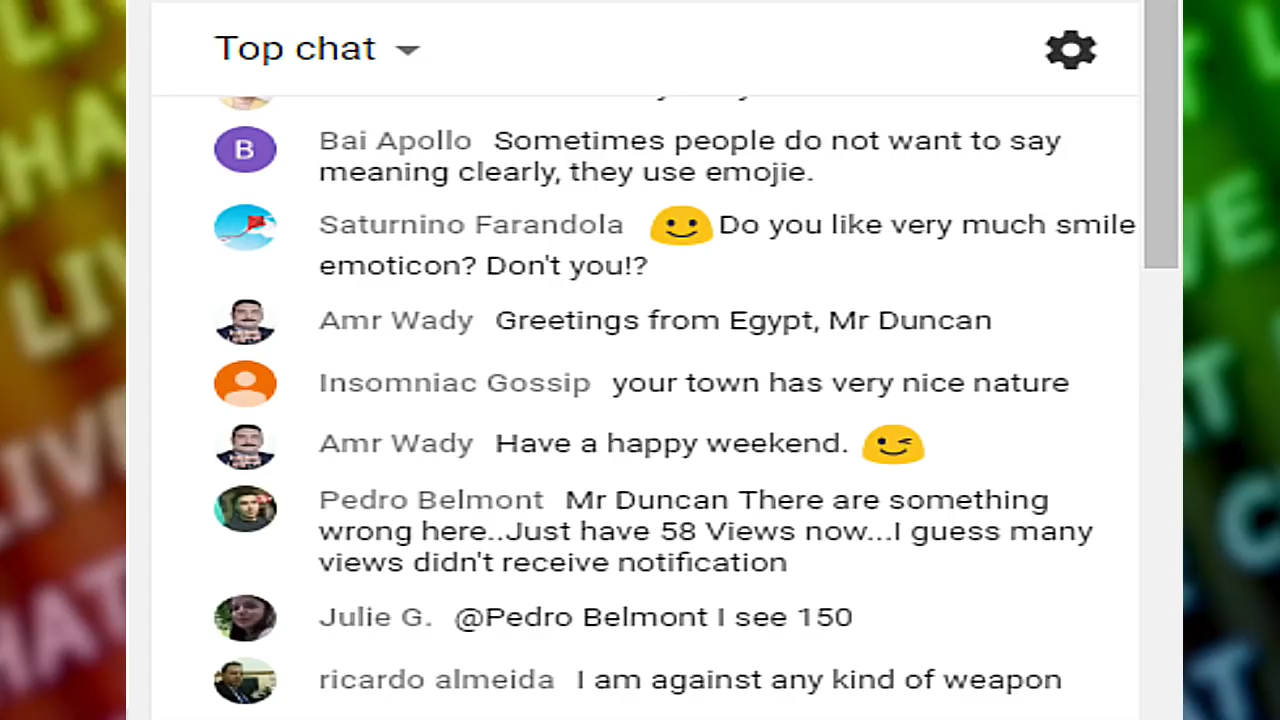 Top chat
B
Bai Apollo Sometimes people do not want to say
meaning clearly, they use emojie.
Saturnino Farandola 🙂 Do you like very much smile
emoticon? Don't you!?
Amr Wady Greetings from Egypt, Mr Duncan
Insomniac Gossip your town has very nice nature
Amr Wady Have a happy weekend. 😉
Pedro Belmont Mr Duncan There are something
wrong here..Just have 58 Views now...I guess many
views didn't receive notification
Julie G. @Pedro Belmont I see 150
ricardo almeida I am against any kind of weapon